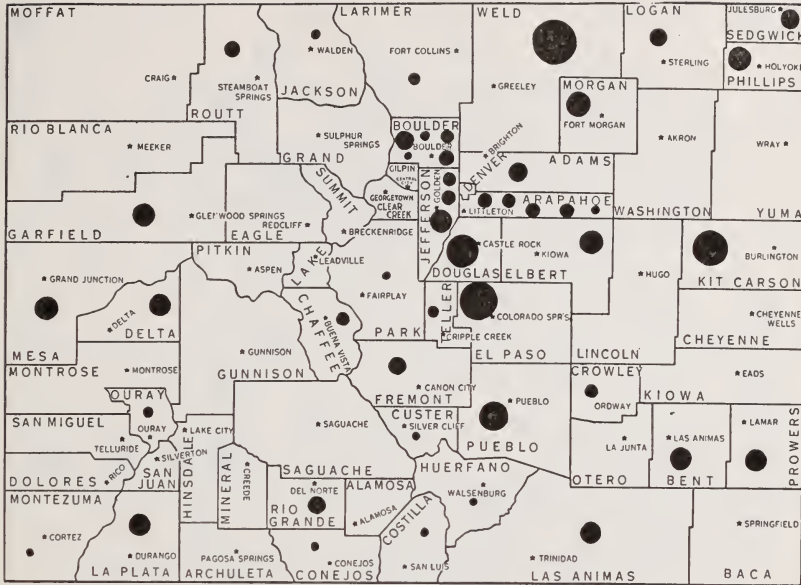 MOFFAT
CRAIG
ROUTT
STEAMBOAT
SPRINGS
JACKSON
WALDEN
LARIMER
FORT COLLINS
WELD
GREELEY
LOGAN
STERLING
JULESBURG
SEDGWICK
HOLYOKE
PHILLIPS
MORGAN
FORT MORGAN
RIO BLANCA
MEEKER
SULPHUR
SPRINGS
GRAND
BOULDER
BOULDER
GILPIN
CENTRAL CITY
BRIGHTON
ADAMS
AKRON
WASHINGTON
WRAY
YUMA
GARFIELD
GLENWOOD SPRINGS
REDCLIFF
EAGLE
SUMMIT
GEORGETOWN
CLEAR
CREEK
BRECKENRIDGE
JEFFERSON
GOLDEN
DENVER
LITTLETON
ARAPAHOE
PITKIN
ASPEN
LAKE
LEADVILLE
FAIRPLAY
PARK
CASTLE ROCK
DOUGLAS
KIOWA
ELBERT
HUGO
LINCOLN
BURLINGTON
KIT CARSON
GRAND JUNCTION
MESA
DELTA
DELTA
CHAFFEE
BUENA VISTA
TELLER
CRIPPLE CREEK
COLORADO SPR'S
EL PASO
CHEYENNE
WELLS
CHEYENNE
MONTROSE
MONTROSE
GUNNISON
GUNNISON
CANON CITY
FREMONT
CROWLEY
ORDWAY
EADS
KIOWA
OURAY
OURAY
SAN MIGUEL
TELLURIDE
LAKE CITY
SILVERTON
SAGUACHE
SAGUACHE
CUSTER
SILVER CLIFF
PUEBLO
PUEBLO
LA JUNTA
OTERO
LAS ANIMAS
BENT
LAMAR
PROWERS
DOLORES
RICO
SAN
JUAN
HINSDALE
MINERAL
CREEDE
DEL NORTE
RIO
GRANDE
ALAMOSA
ALAMOSA
HUERFANO
WALSENBURG
MONTEZUMA
CORTEZ
DURANGO
LA PLATA
PAGOSA SPRINGS
ARCHULETA
CONEJOS
CONEJOS
COSTILLA
SAN LUIS
TRINIDAD
LAS ANIMAS
SPRINGFIELD
BACA